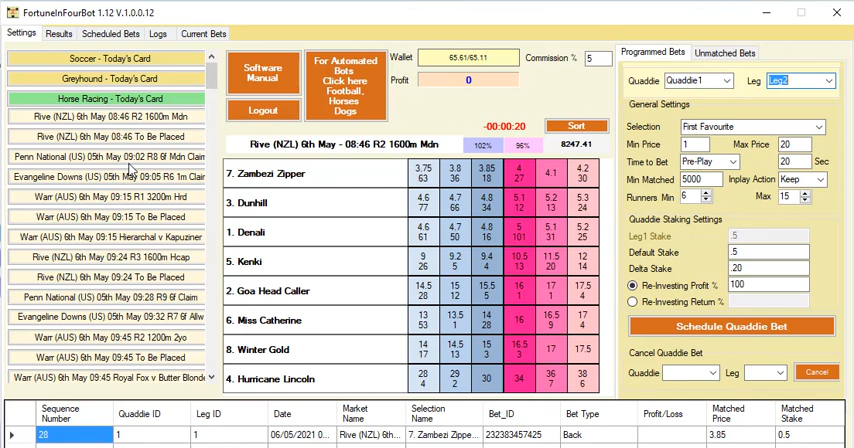 FortuneInFourBot 1.12 V.1.0.0.12
Settings Results Scheduled Bets Logs Current Bets
Soccer - Today's Card
Greyhound - Today's Card
Horse Racing - Today's Card
Rive (NZL) 6th May 08:46 R2 1600m Mdn
Rive (NZL) 6th May 08:46 To Be Placed
Penn National (US) 05th May 09:02 R8 6f Mdn Claim
Evangeline Downs (US) 05th May 09:05 R6 1m Clair
Warr (AUS) 6th May 09:15 R1 3200m Hrd
Warr (AUS) 6th May 09:15 To Be Placed
Warr (AUS) 6th May 09:15 Hierarchal v Kapuziner
Rive (NZL) 6th May 09:24 R3 1600m Hcap
Rive (NZL) 6th May 09:24 To Be Placed
Penn National (US) 05th May 09:28 R9 6f Claim
Evangeline Downs (US) 05th May 09:32 R7 6f Allw
Warr (AUS) 6th May 09:45 R2 1200m 2yo
Warr (AUS) 6th May 09:45 To Be Placed
Warr (AUS) 6th May 09:45 Royal Fox v Butter Blonde
Software
Manual
Logout
For Automated
Bots
Click here
Football,
Horses
Dogs
Wallet 65.61/65.11 Commission % 5
Profit 0
-00:00:20 Sort
Rive (NZL) 6th May - 08:46 R2 1600m Mdn 102% 96% 8247.41
7. Zambezi Zipper 3.75 3.8 3.85 4 4.1 4.2
63 36 18 27 30
3. Dunhill 4.6 4.7 4.8 5.1 5.2 5.3
77 66 34 12 13 24
1. Denali 4.6 4.7 4.8 5 5.1 5.2
61 50 16 101 31 25
5. Kenki 9 9.2 9.4 10.5 11.5 12
26 5 4 13 20 14
2. Goa Head Caller 14.5 15 15.5 16 17 17.5
28 12 5 1 1 4
6. Miss Catherine 13 13.5 14 16 16.5 17
53 1 28 9 4
8. Winter Gold 14 14.5 15 16.5 17 17.5
17 13 3 3
4. Hurricane Lincoln 28 29 30 34 36 38
4 2 7 6
Programmed Bets Unmatched Bets
Quaddie Quaddie1 Leg Leg2
General Settings
Selection First Favourite
Min Price 1 Max Price 20
Time to Bet Pre-Play 20 Sec
Min Matched 5000 Inplay Action Keep
Runners Min 6 Max 15
Quaddie Staking Settings
Leg1 Stake .5
Default Stake .5
Delta Stake .20
Re-Investing Profit % 100
Re-Investing Return %
Schedule Quaddie Bet
Cancel Quaddie Bet
Quaddie Leg Cancel
Sequence
Number Quaddie ID Leg ID Date Market
Name Selection
Name Bet_ID Bet Type Profit/Loss Matched
Price Matched
Stake
28 1 1 06/05/2021 0... Rive (NZL) 6th... 7. Zambezi Zippe... 232383457425 Back 3.85 0.5